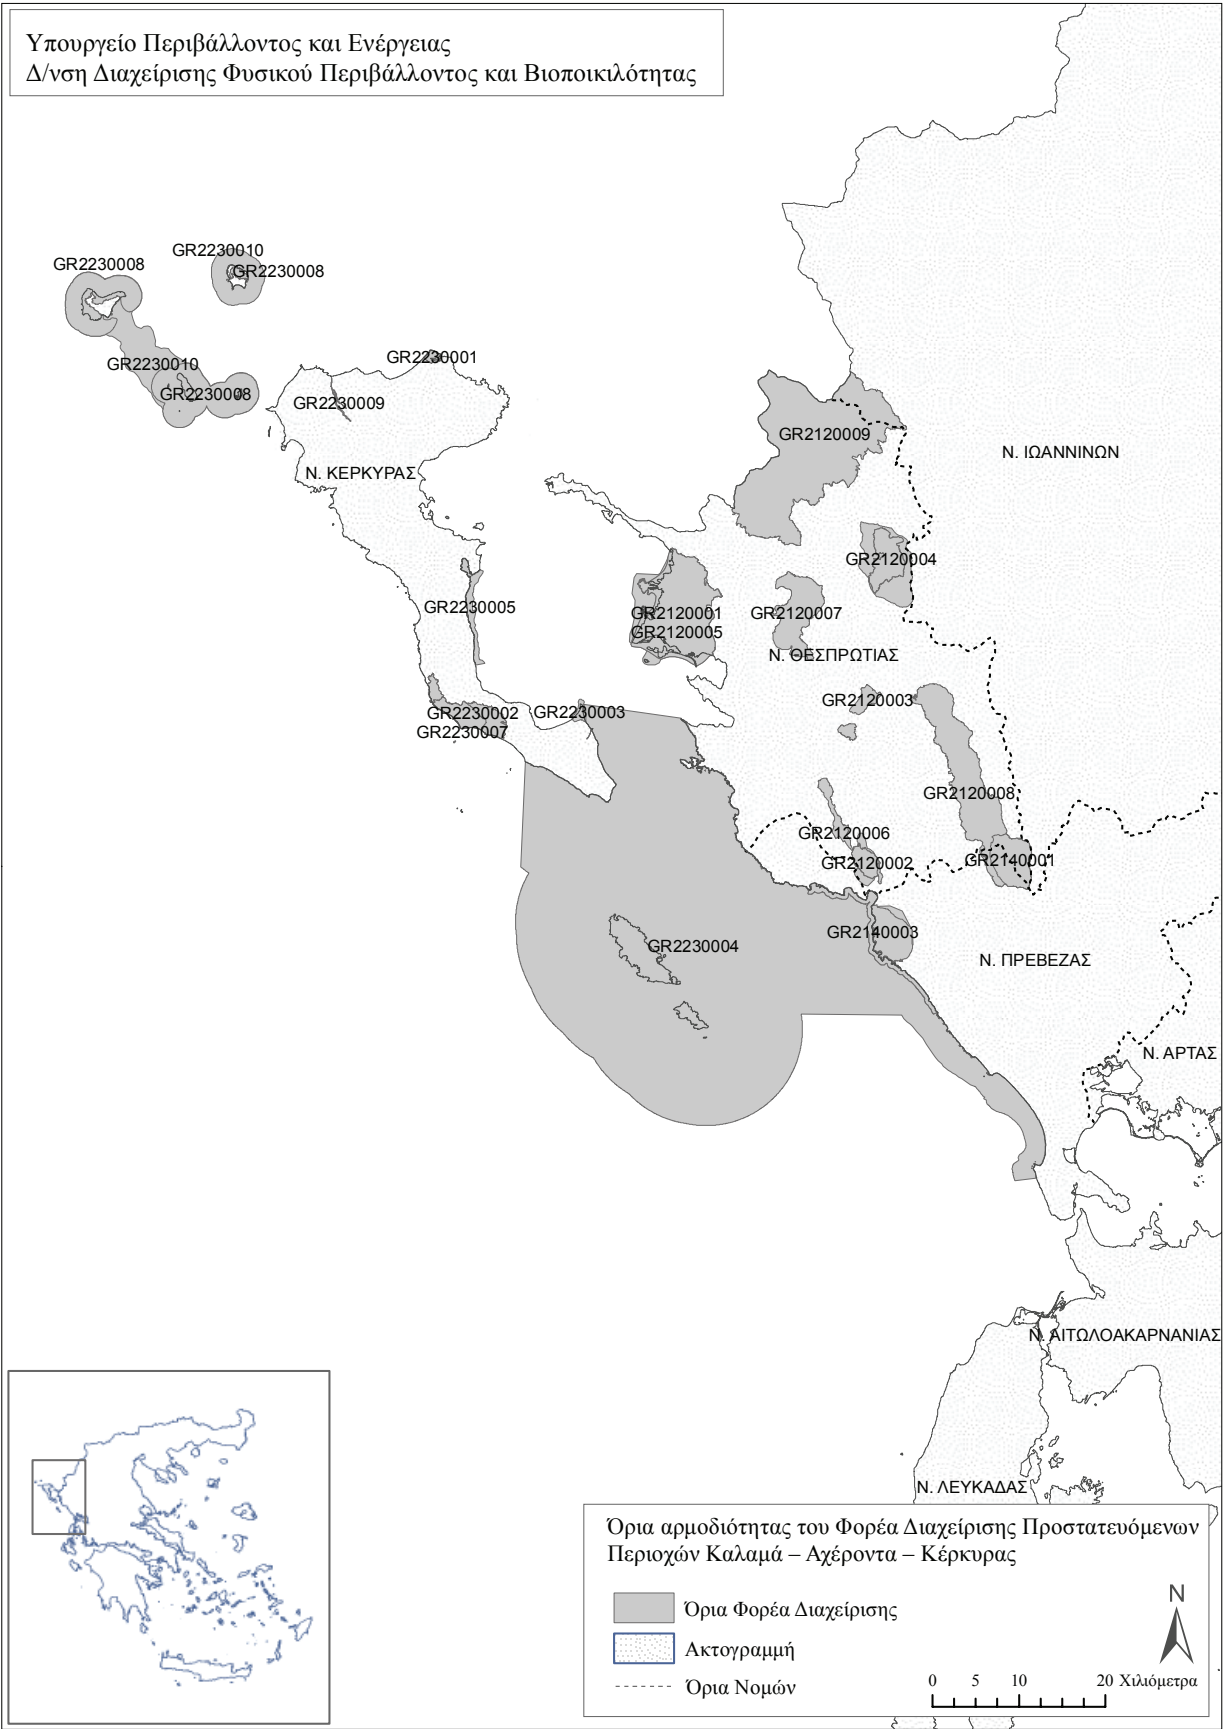 Υπουργείο Περιβάλλοντος και Ενέργειας
Δ/νση Διαχείρισης Φυσικού Περιβάλλοντος και Βιοποικιλότητας
GR2230010
GR2230008
GR2230008
GR2230001
GR2230010
GR2230008
GR2230009
GR2120009
Ν. ΙΩΑΝΝΙΝΩΝ
Ν. ΚΕΡΚΥΡΑΣ
GR2120004
GR2230005
GR2120001
GR2120007
GR2120005
Ν. ΘΕΣΠΡΩΤΙΑΣ
GR2120003
GR2230002
GR2230003
GR2230007
GR2120008
GR2120006
GR2120002
GR2140001
GR2140003
GR2230004
Ν. ΠΡΕΒΕΖΑΣ
Ν. ΑΡΤΑΣ
Ν. ΑΙΤΩΛΟΑΚΑΡΝΑΝΙΑΣ
Ν. ΛΕΥΚΑΔΑΣ
Όρια αρμοδιότητας του Φορέα Διαχείρισης Προστατευόμενων
Περιοχών Καλαμά – Αχέροντα – Κέρκυρας
Όρια Φορέα Διαχείρισης
Ακτογραμμή
Όρια Νομών
N
0 5 10 20 Χιλιόμετρα